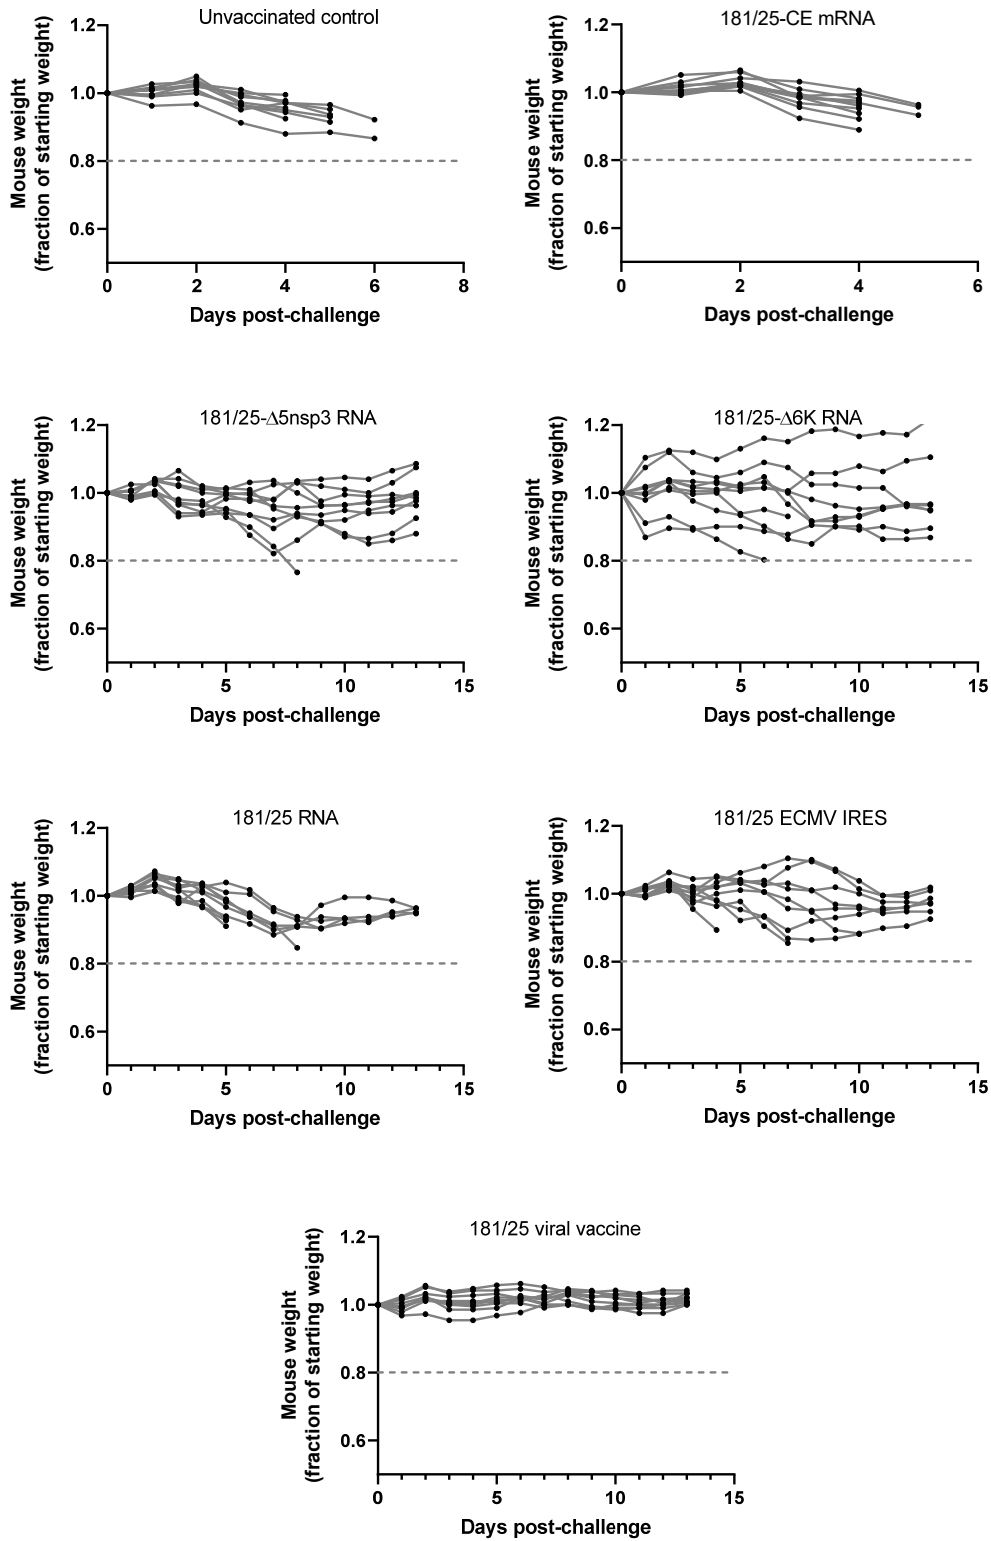 Unvaccinated control
Mouse weight
(fraction of starting weight)
1.2
1.0
0.8
0.6
0 2 4 6 8
Days post-challenge
181/25-CE mRNA
Mouse weight
(fraction of starting weight)
1.2
1.0
0.8
0.6
0 2 4 6
Days post-challenge
181/25-Δ5nsp3 RNA
Mouse weight
(fraction of starting weight)
1.2
1.0
0.8
0.6
0 5 10 15
Days post-challenge
181/25-Δ6K RNA
Mouse weight
(fraction of starting weight)
1.2
1.0
0.8
0.6
0 5 10 15
Days post-challenge
181/25 RNA
Mouse weight
(fraction of starting weight)
1.2
1.0
0.8
0.6
0 5 10 15
Days post-challenge
181/25 ECMV IRES
Mouse weight
(fraction of starting weight)
1.2
1.0
0.8
0.6
0 5 10 15
Days post-challenge
181/25 viral vaccine
Mouse weight
(fraction of starting weight)
1.2
1.0
0.8
0.6
0 5 10 15
Days post-challenge